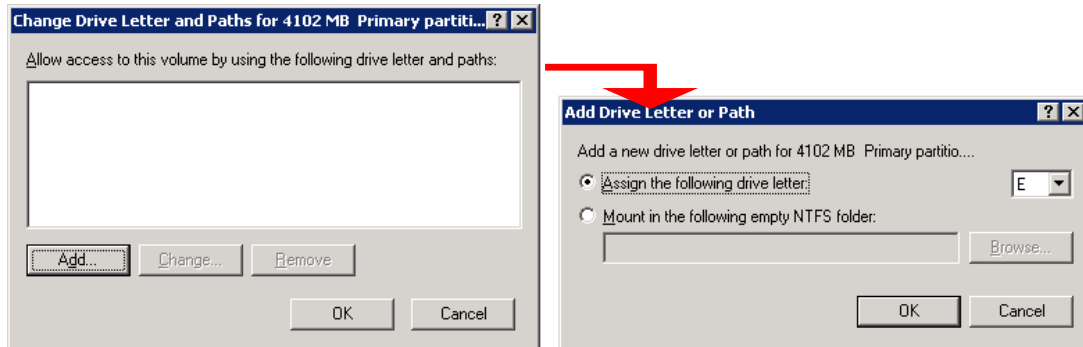 Change Drive Letter and Paths for 4102 MB  Primary partiti...
Allow access to this volume by using the following drive letter and paths:
Add...
Change...
Remove
OK
Cancel
Add Drive Letter or Path
Add a new drive letter or path for 4102 MB  Primary partitio....
Assign the following drive letter:
E
Mount in the following empty NTFS folder:
Browse...
OK
Cancel